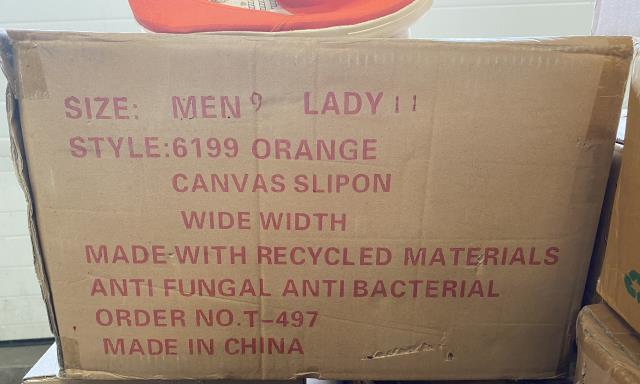 SIZE: MEN 9 LADY 11
STYLE:6199 ORANGE
CANVAS SLIPON
WIDE WIDTH
MADE WITH RECYCLED MATERIALS
ANTI FUNGAL ANTI BACTERIAL
ORDER NO.T-497
MADE IN CHINA